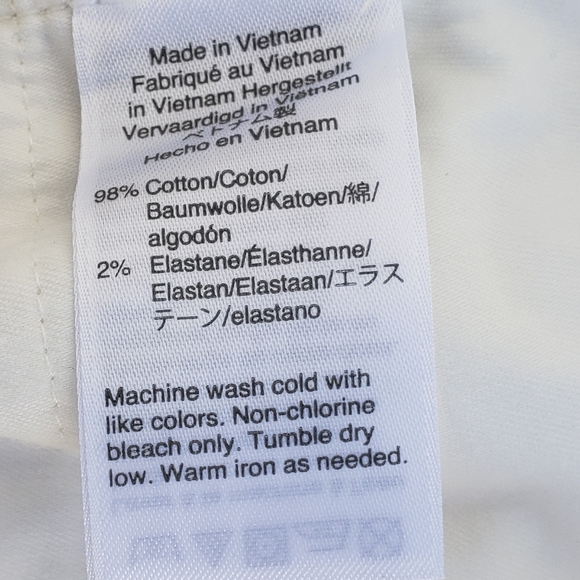 Made in Vietnam
Fabriqué au Vietnam
in Vietnam Hergestellt
Vervaardigd in Vietnam
ベトナム製
Hecho en Vietnam
98% Cotton/Coton/
Baumwolle/Katoen/綿/
algodón
2% Elastane/Élasthanne/
Elastan/Elastaan/エラス
テーン/elastano
Machine wash cold with
like colors. Non-chlorine
bleach only. Tumble dry
low. Warm iron as needed.